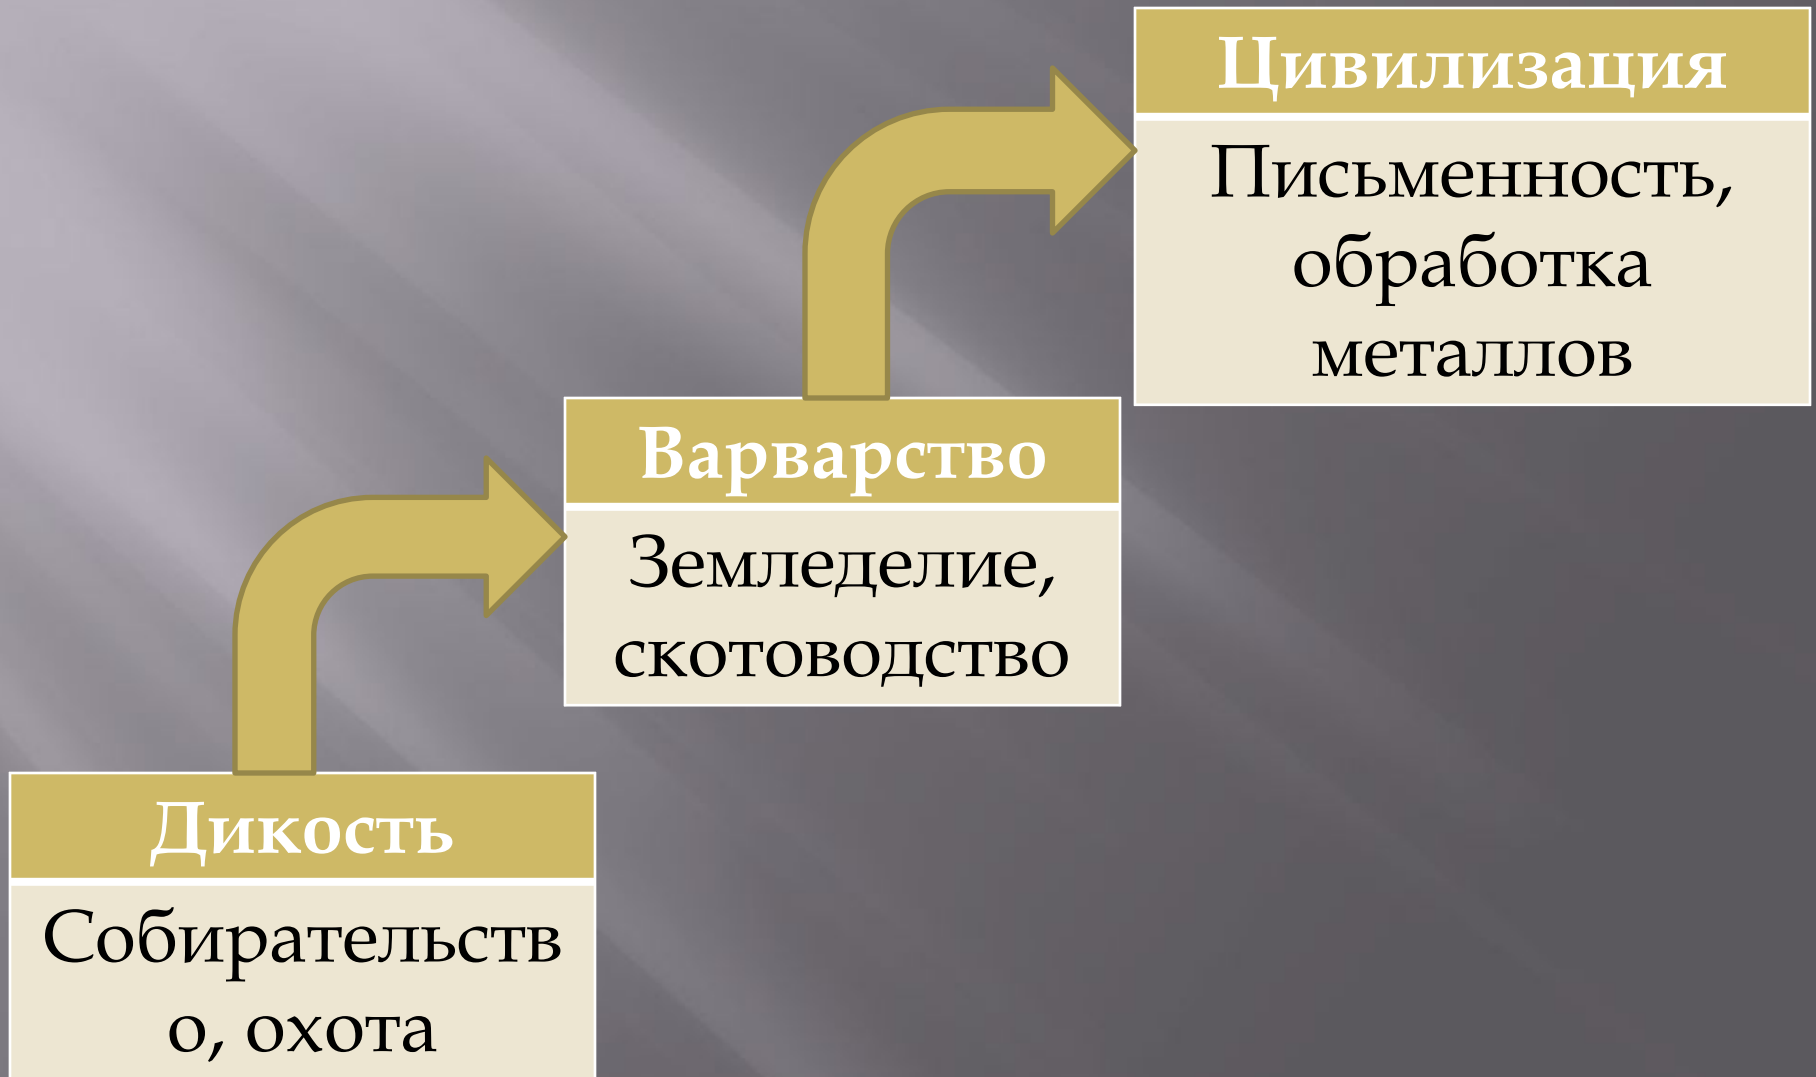 Цивилизация
Письменность,
обработка
металлов
Варварство
Земледелие,
скотоводство
Дикость
Собирательств
о, охота